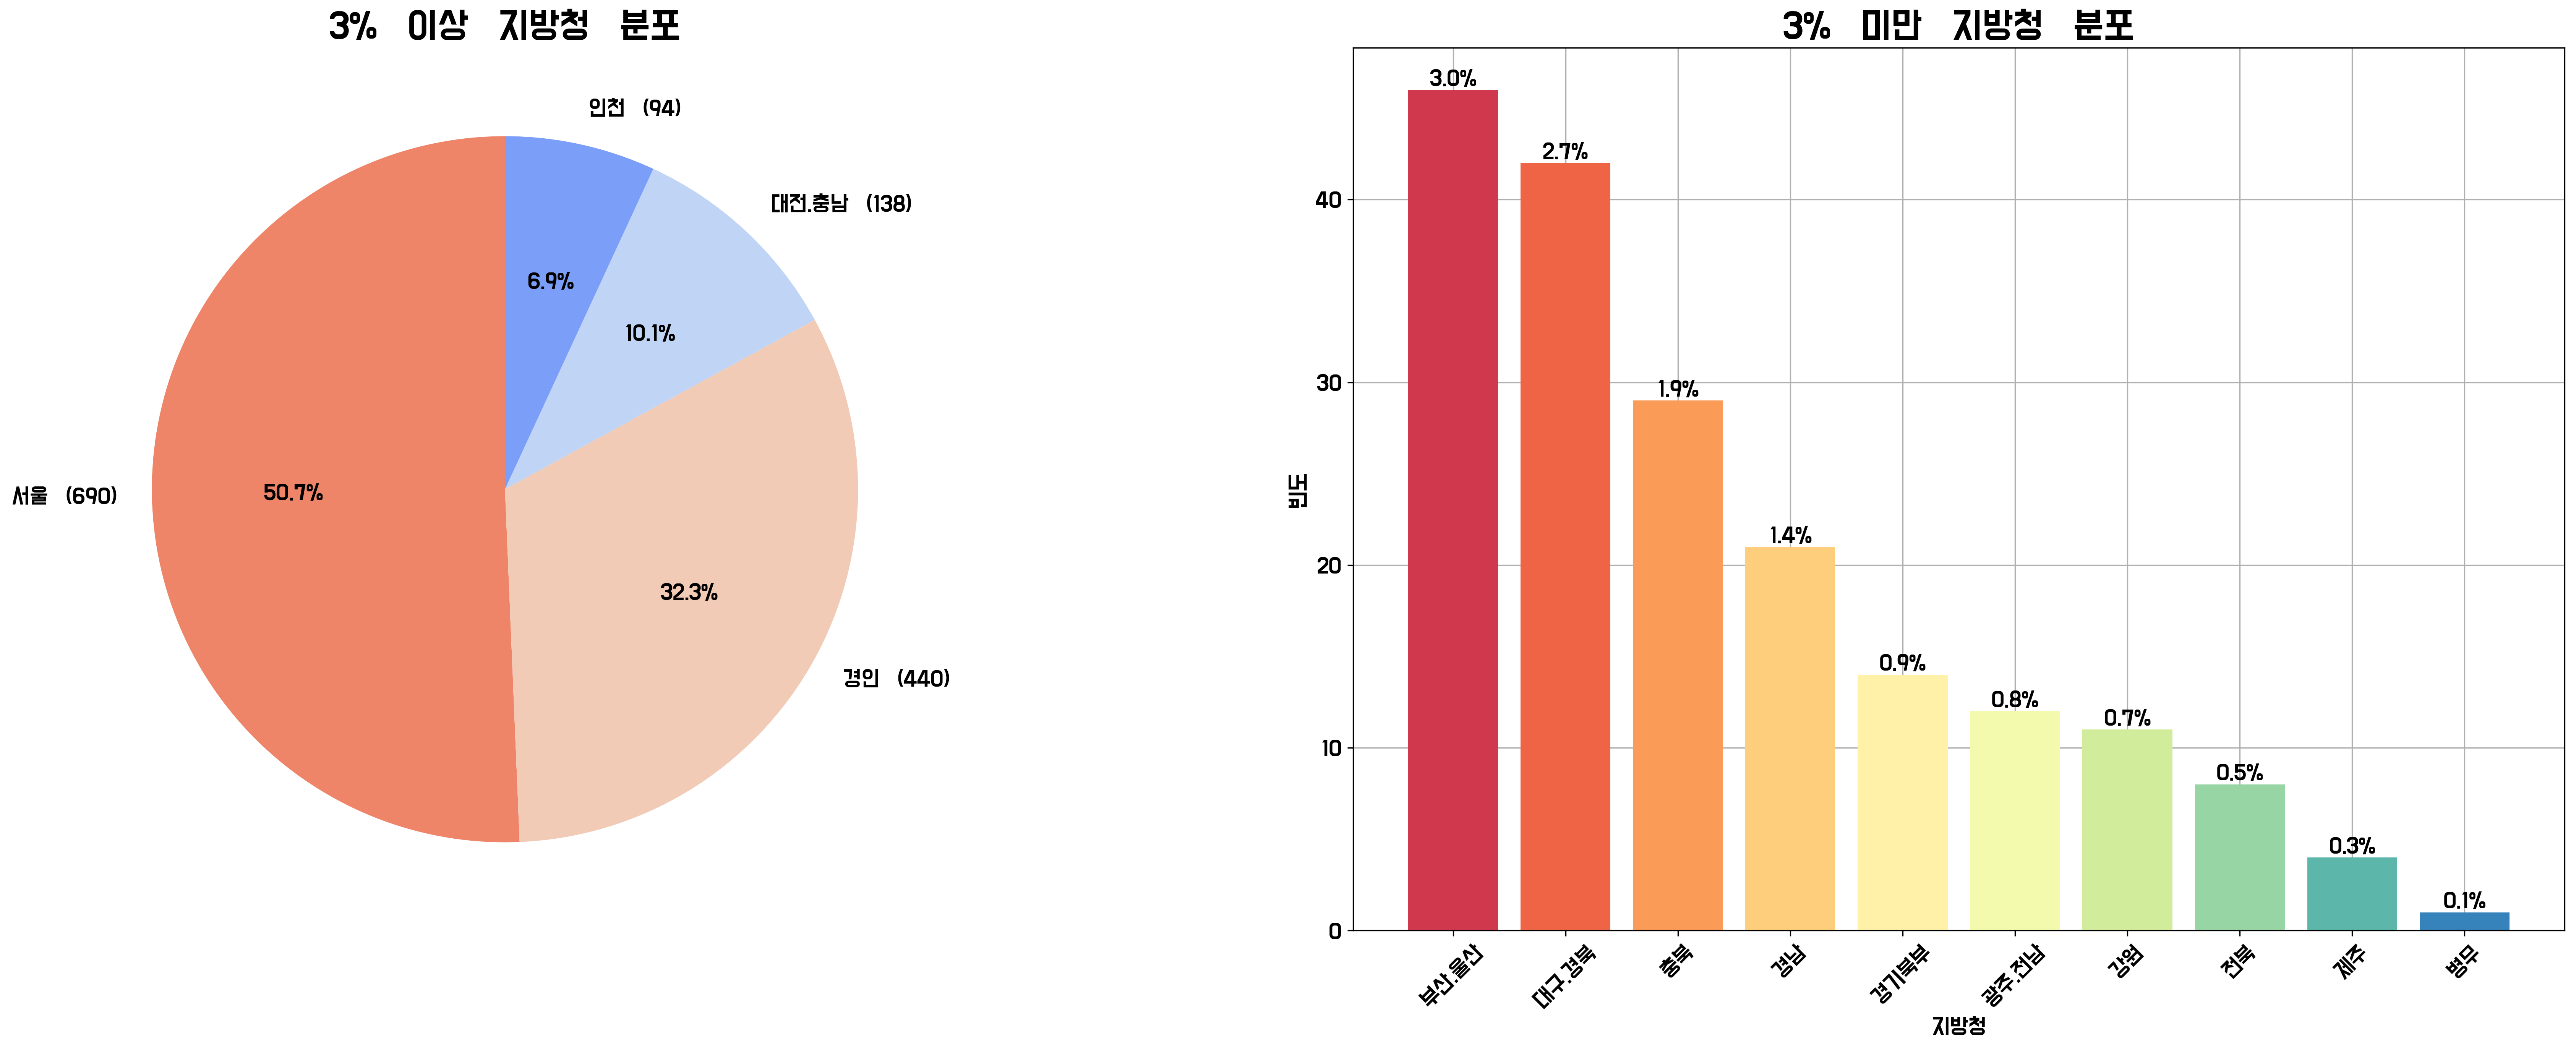 3% 이상 지방청 분포
인천 (94)
대전.충남 (138)
6.9%
10.1%
서울 (690)
50.7%
32.3%
경인 (440)
3% 미만 지방청 분포
3.0%
2.7%
1.9%
1.4%
0.9%
0.8%
0.7%
0.5%
0.3%
0.1%
40
30
20
10
0
빈도
부산.울산
대구.경북
충북
경남
경기북부
광주.전남
강원
전북
제주
병무
지방청